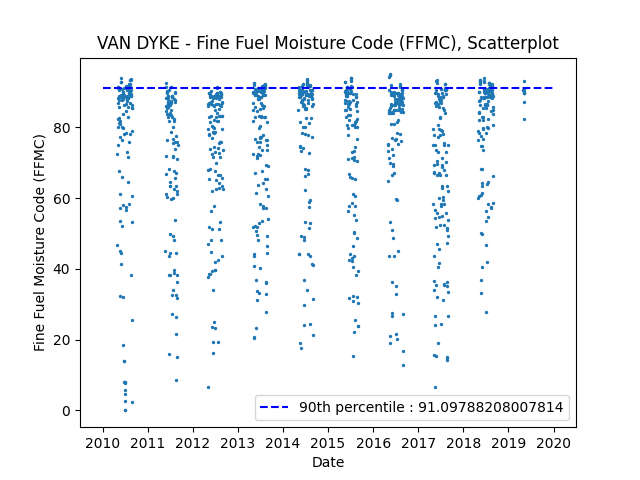 VAN DYKE - Fine Fuel Moisture Code (FFMC), Scatterplot
Fine Fuel Moisture Code (FFMC)
80
60
40
20
0
90th percentile : 91.09788208007814
2010 2011 2012 2013 2014 2015 2016 2017 2018 2019 2020
Date